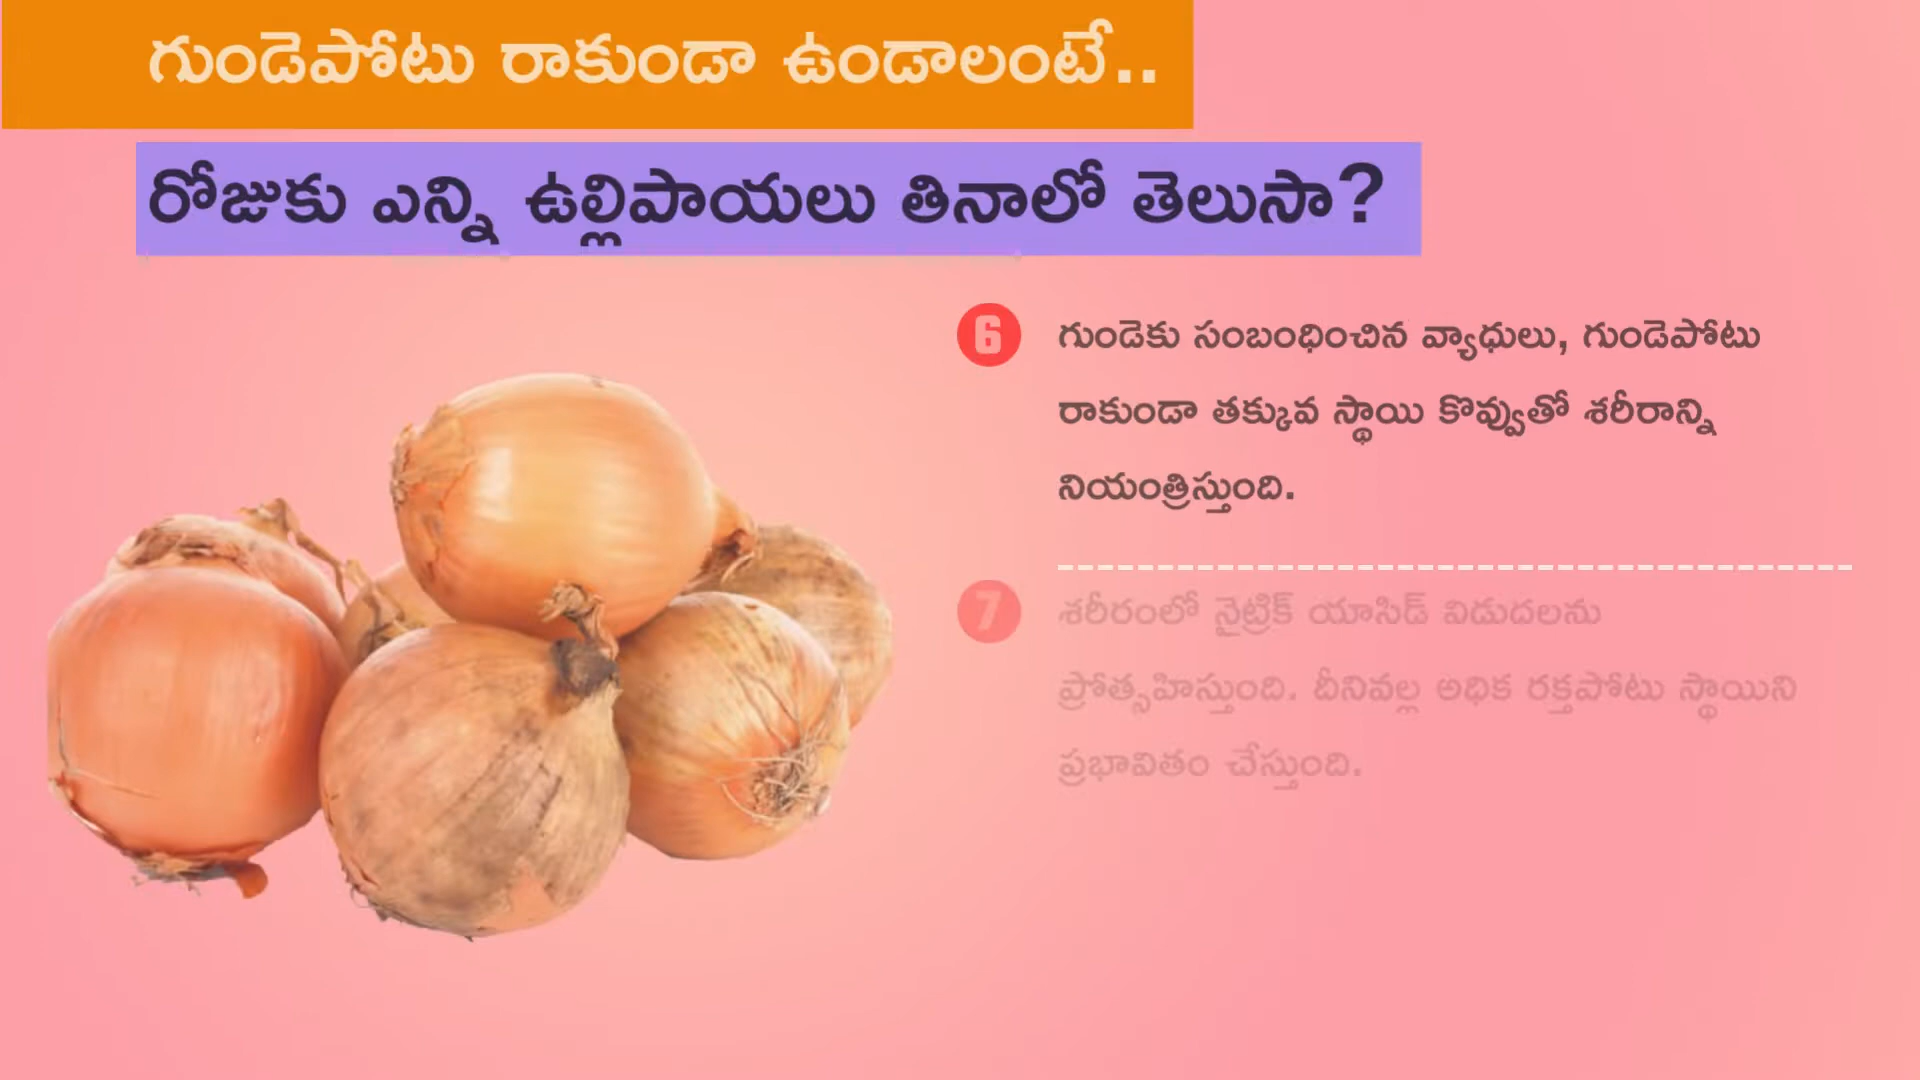 గుండెపోటు రాకుండా ఉండాలంటే..
రోజుకు ఎన్ని ఉల్లిపాయలు తినాలో తెలుసా?
6 గుండెకు సంబంధించిన వ్యాధులు, గుండెపోటు
రాకుండా తక్కువ స్థాయి కొవ్వుతో శరీరాన్ని
నియంత్రిస్తుంది.
7 శరీరంలో నైట్రిక్ యాసిడ్ విడుదలను
ప్రోత్సహిస్తుంది. దీనివల్ల అధిక రక్తపోటు స్థాయిని
ప్రభావితం చేస్తుంది.